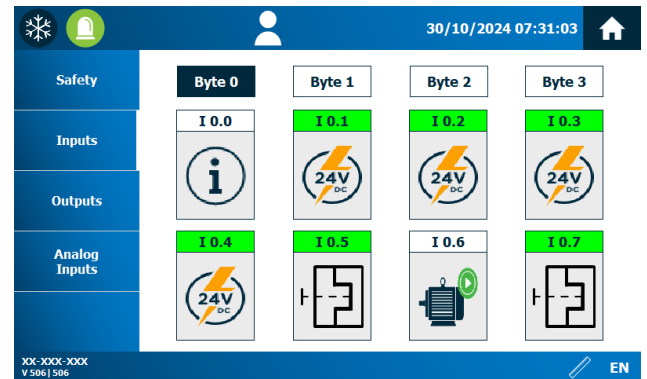 30/10/2024 07:31:03
Safety
Byte 0
Byte 1
Byte 2
Byte 3
Inputs
I 0.0
I 0.1
I 0.2
I 0.3
i
24V
DC
24V
DC
24V
DC
Outputs
Analog
Inputs
I 0.4
I 0.5
I 0.6
I 0.7
24V
DC
XX-XXX-XXX
V 506 | 506
EN